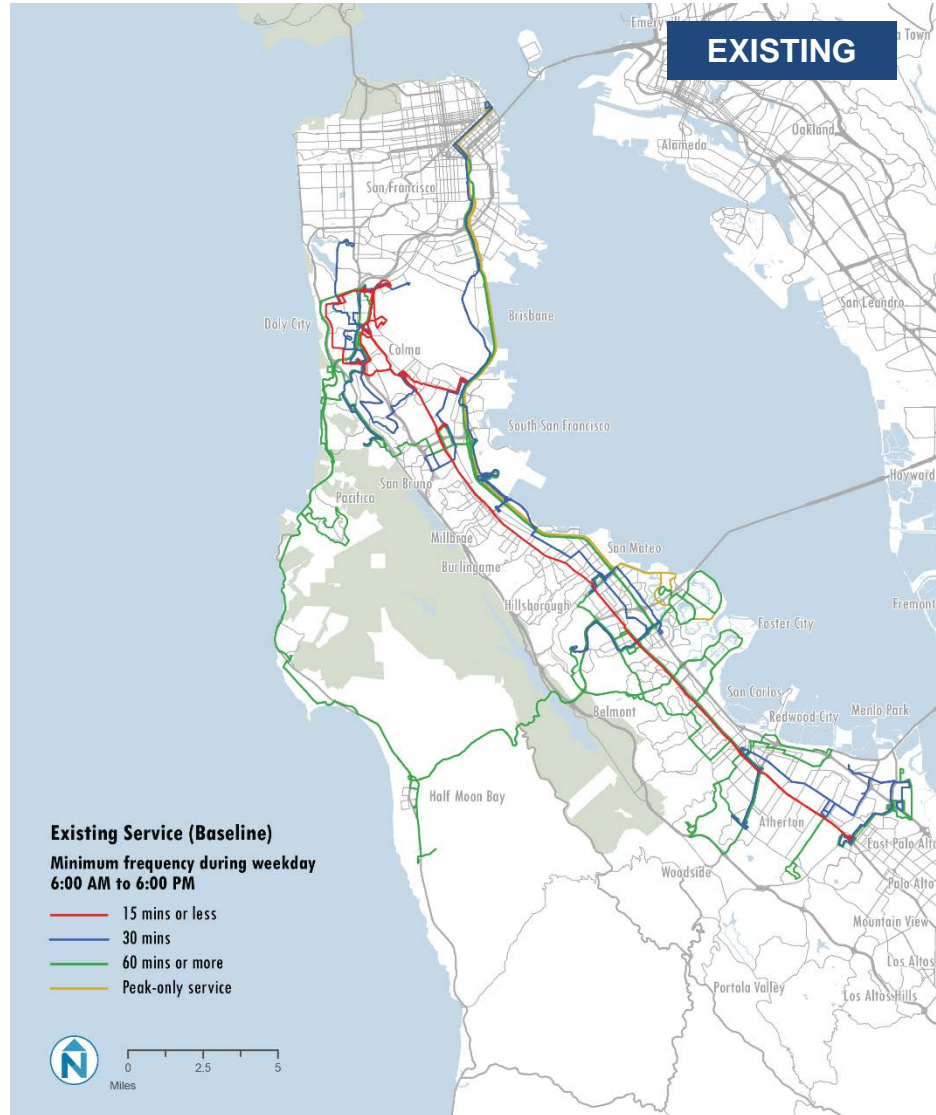 EXISTING
Oakland
Alameda
San Francisco
San Leandro
Brisbane
Daly City
Colma
South San Francisco
Hayward
San Bruno
Pacifica
Millbrae
San Mateo
Burlingame
Hillsborough
Fremont
Foster City
San Carlos
Menlo Park
Redwood City
Belmont
Half Moon Bay
Atherton
East Palo Alto
Woodside
Palo Alto
Mountain View
Los Altos
Portola Valley
Los Altos Hills
Existing Service (Baseline)
Minimum frequency during weekday
6:00 AM to 6:00 PM
15 mins or less
30 mins
60 mins or more
Peak-only service
N
0 2.5 5
Miles